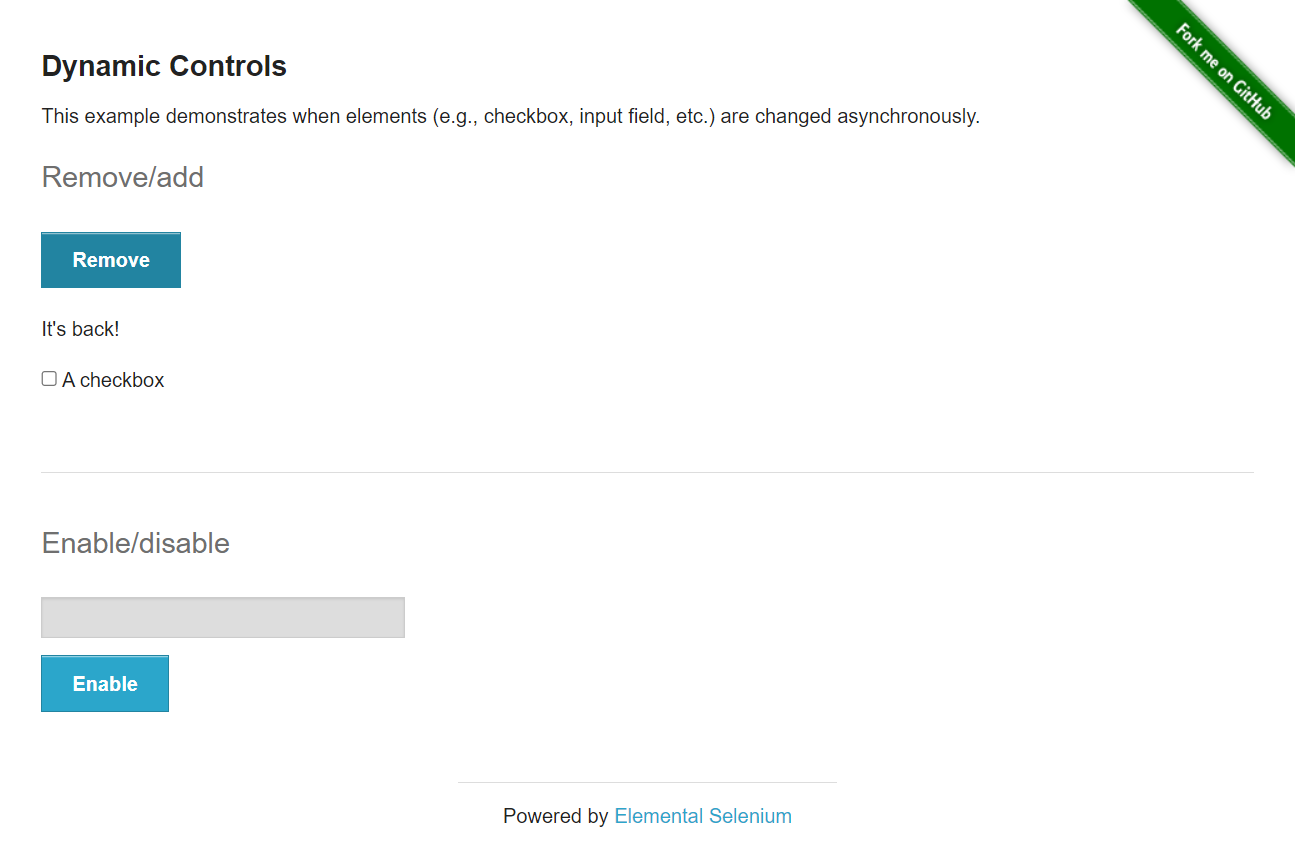 Fork me on GitHub
Dynamic Controls
This example demonstrates when elements (e.g., checkbox, input field, etc.) are changed asynchronously.
Remove/add
Remove
It's back!
A checkbox
Enable/disable
Enable
Powered by Elemental Selenium